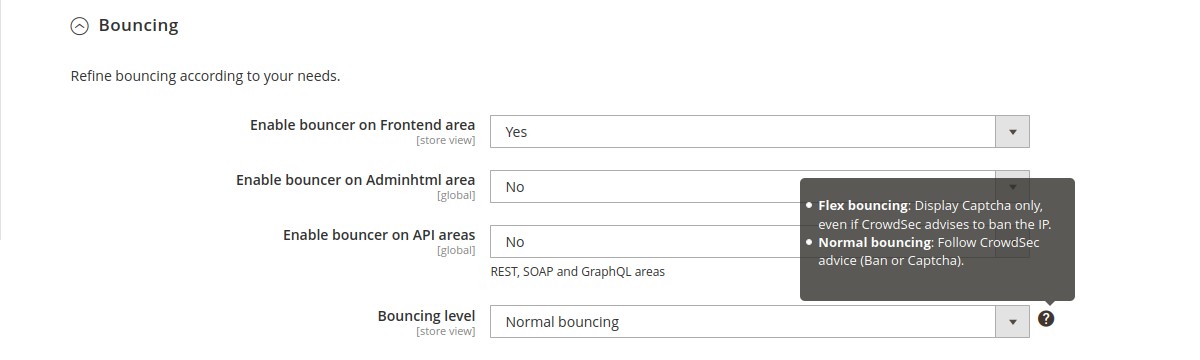 Bouncing
Refine bouncing according to your needs.
Enable bouncer on Frontend area
[store view]
Yes
Enable bouncer on Adminhtml area
[global]
No
Enable bouncer on API areas
[global]
No
REST, SOAP and GraphQL areas
• Flex bouncing: Display Captcha only,
even if CrowdSec advises to ban the IP.
• Normal bouncing: Follow CrowdSec
advice (Ban or Captcha).
Bouncing level
[store view]
Normal bouncing
?